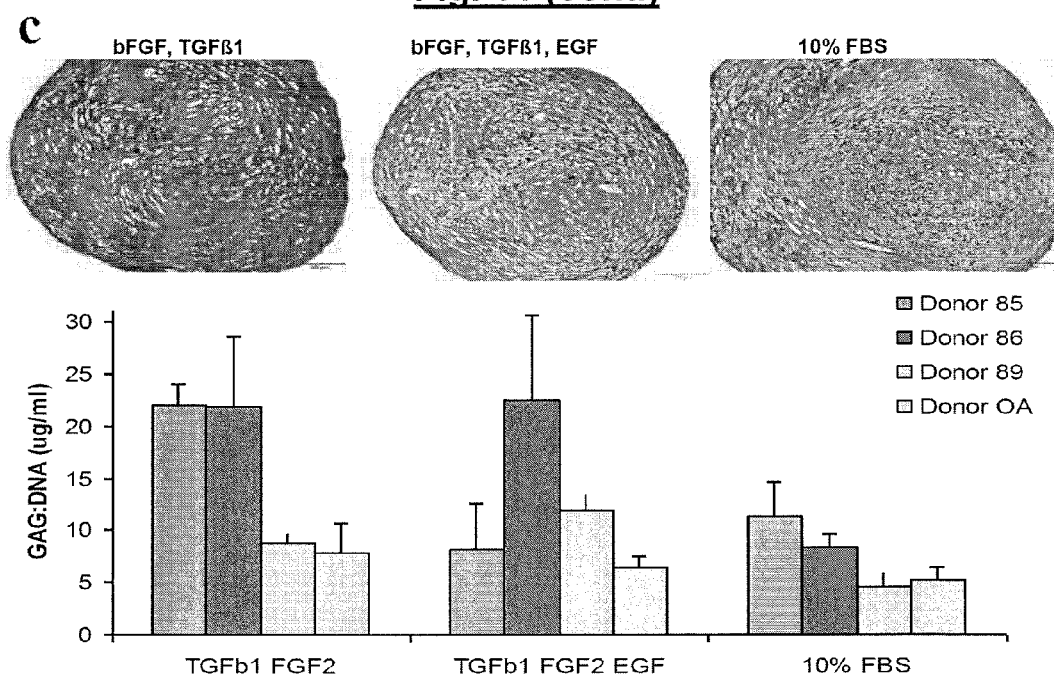 c
bFGF, TGFß1
bFGF, TGFß1, EGF
10% FBS
Donor 85
Donor 86
Donor 89
Donor OA
GAG:DNA (ug/ml)
30
25
20
15
10
5
0
TGFb1 FGF2
TGFb1 FGF2 EGF
10% FBS